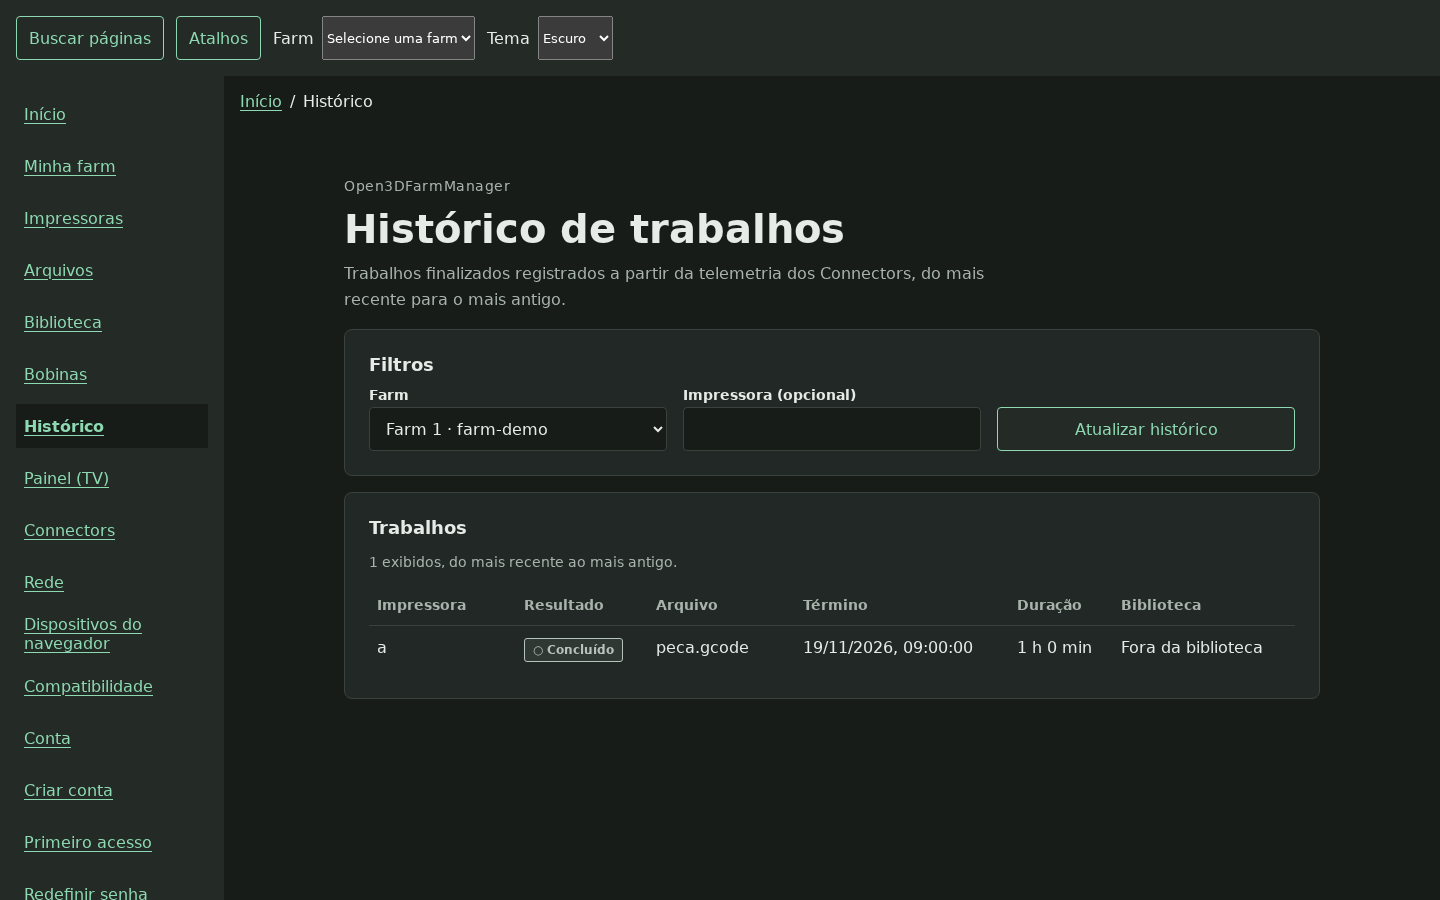 Buscar páginas Atalhos Farm Selecione uma farm Tema Escuro
Início
Minha farm
Impressoras
Arquivos
Biblioteca
Bobinas
Histórico
Painel (TV)
Connectors
Rede
Dispositivos do
navegador
Compatibilidade
Conta
Criar conta
Primeiro acesso
Redefinir senha
Início / Histórico
Open3DFarmManager
Histórico de trabalhos
Trabalhos finalizados registrados a partir da telemetria dos Connectors, do mais
recente para o mais antigo.
Filtros
Farm Impressora (opcional)
Farm 1 · farm-demo Atualizar histórico
Trabalhos
1 exibidos, do mais recente ao mais antigo.
Impressora Resultado Arquivo Término Duração Biblioteca
a ○ Concluído peca.gcode 19/11/2026, 09:00:00 1 h 0 min Fora da biblioteca